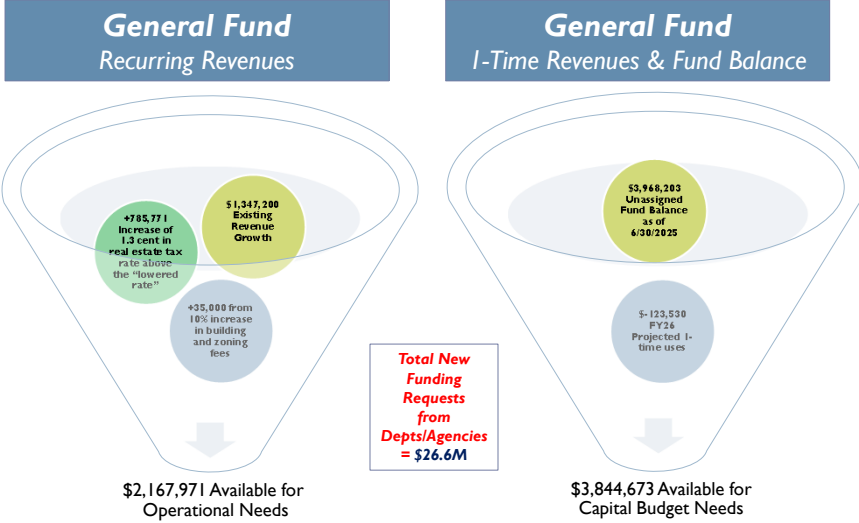 General Fund
Recurring Revenues
+785,771
Increase of
1.3 cent in
real estate tax
rate above
the “lowered
rate”
$1,347,200
Existing
Revenue
Growth
+35,000 from
10% increase
in building
and zoning
fees
$2,167,971 Available for
Operational Needs
Total New
Funding
Requests
from
Depts/Agencies
= $26.6M
General Fund
1-Time Revenues & Fund Balance
$3,968,203
Unassigned
Fund Balance
as of
6/30/2025
$-123,530
FY26
Projected 1-
time uses
$3,844,673 Available for
Capital Budget Needs